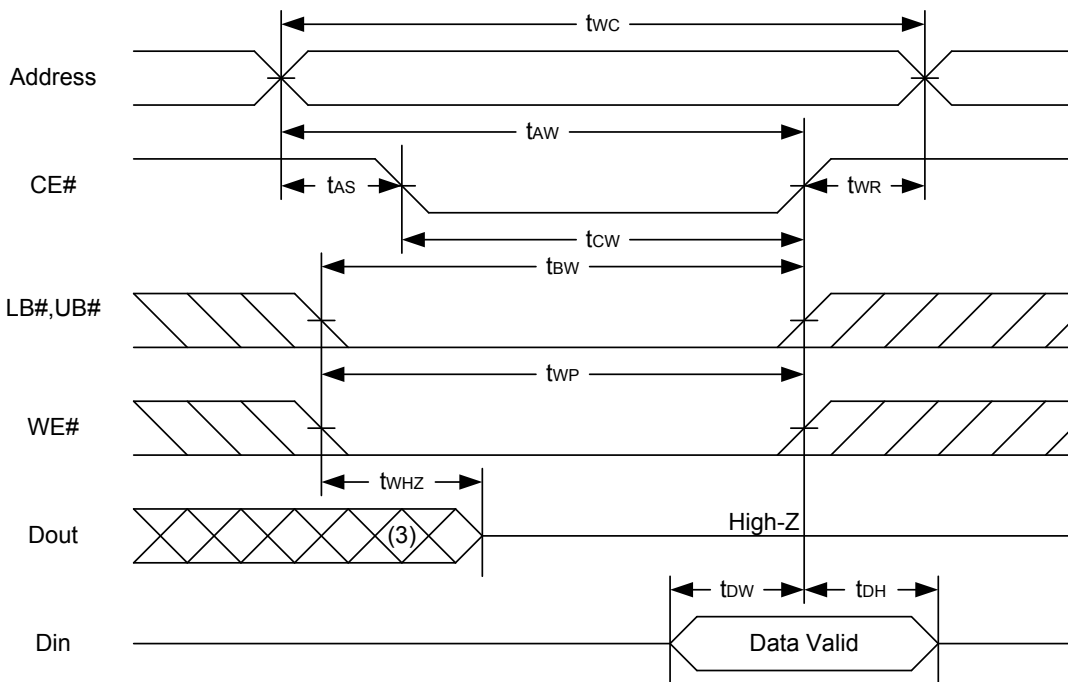 tWC
Address
tAW
CE#
tAS
tWR
tCW
tBW
LB#,UB#
tWP
WE#
tWHZ
Dout
(3)
High-Z
tDW
tDH
Din
Data Valid